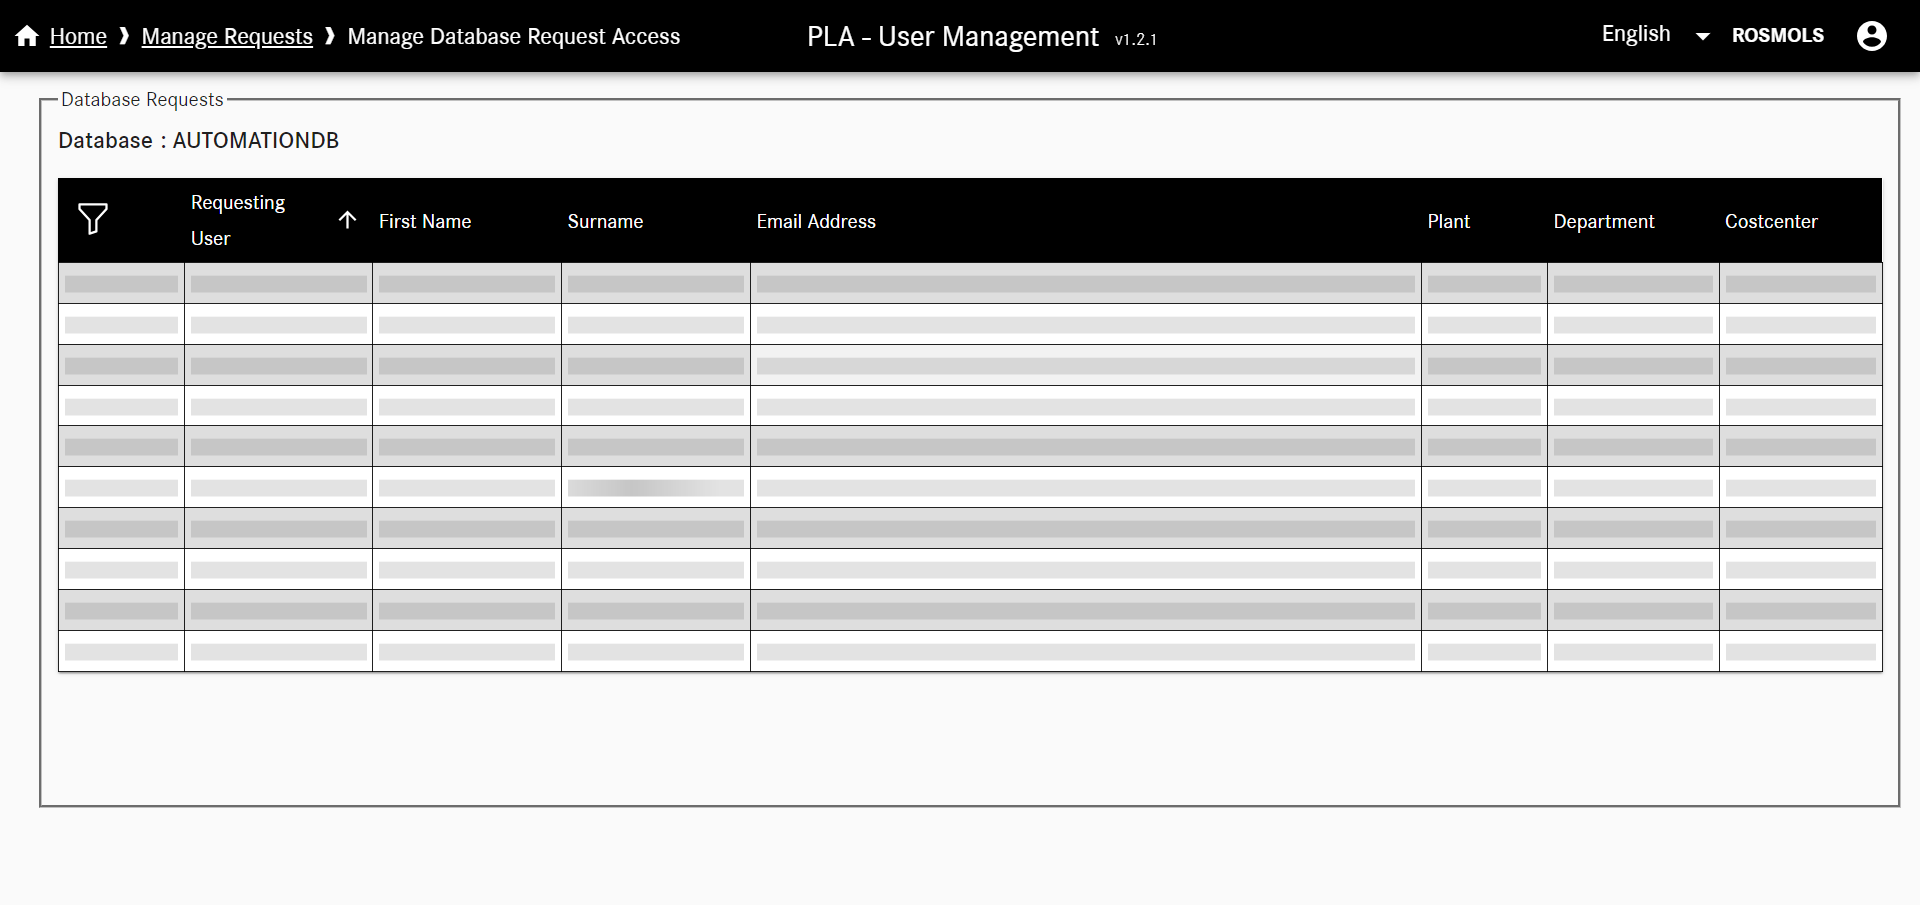 Home ❱ Manage Requests ❱ Manage Database Request Access
PLA - User Management v1.2.1
English
ROSMOLS
Database Requests
Database : AUTOMATIONDB
Requesting
User
First Name
Surname
Email Address
Plant
Department
Costcenter